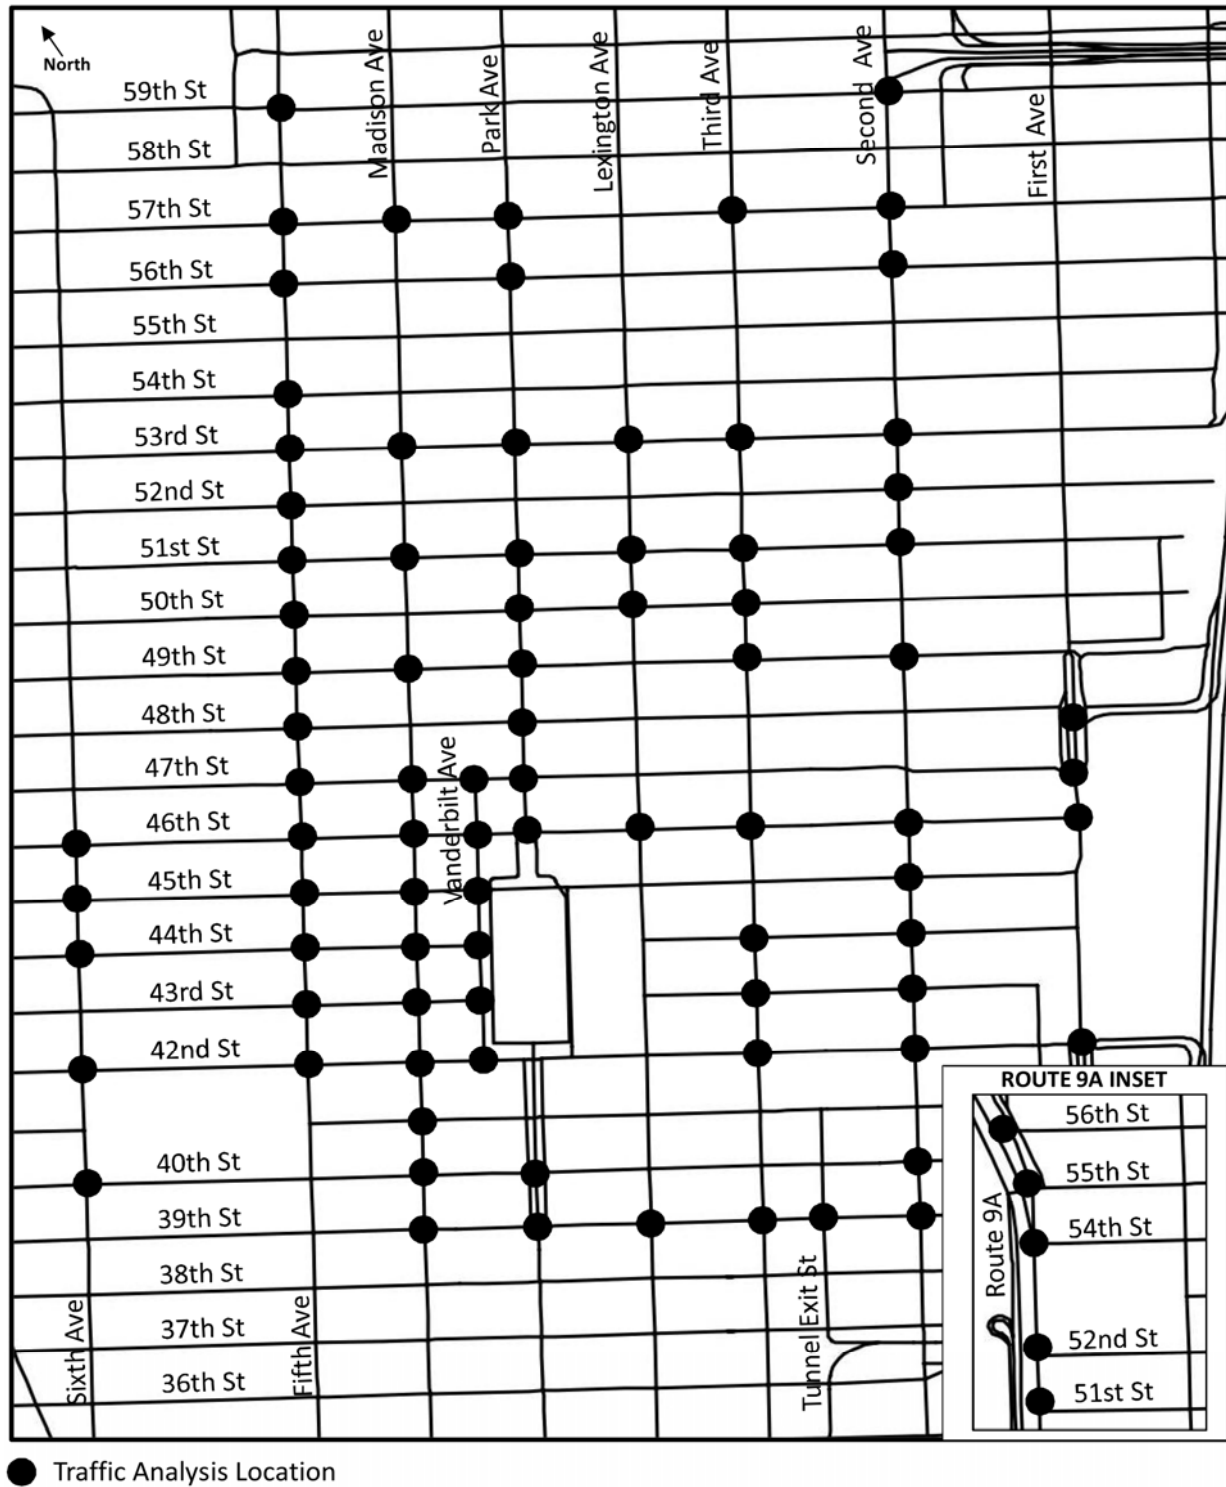 North
59th St
58th St
57th St
56th St
55th St
54th St
53rd St
52nd St
51st St
50th St
49th St
48th St
47th St
46th St
45th St
44th St
43rd St
42nd St
40th St
39th St
38th St
37th St
36th St
Sixth Ave
Fifth Ave
Madison Ave
Vanderbilt Ave
Park Ave
Lexington Ave
Third Ave
Tunnel Exit St
Second Ave
First Ave
ROUTE 9A INSET
56th St
55th St
54th St
52nd St
51st St
Route 9A
Traffic Analysis Location